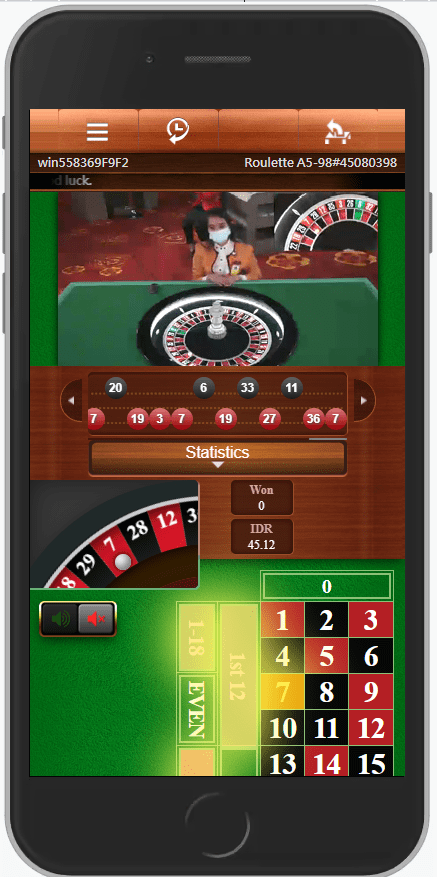 win558369F9F2 Roulette A5-98#45080398
d luck.
20 6 33 11
7 19 3 7 19 27 36 7
Statistics
Won
0
IDR
45.12
18 29 7 28 12
0
1 2 3
4 5 6
7 8 9
10 11 12
13 14 15
1-18
EVEN
1st 12